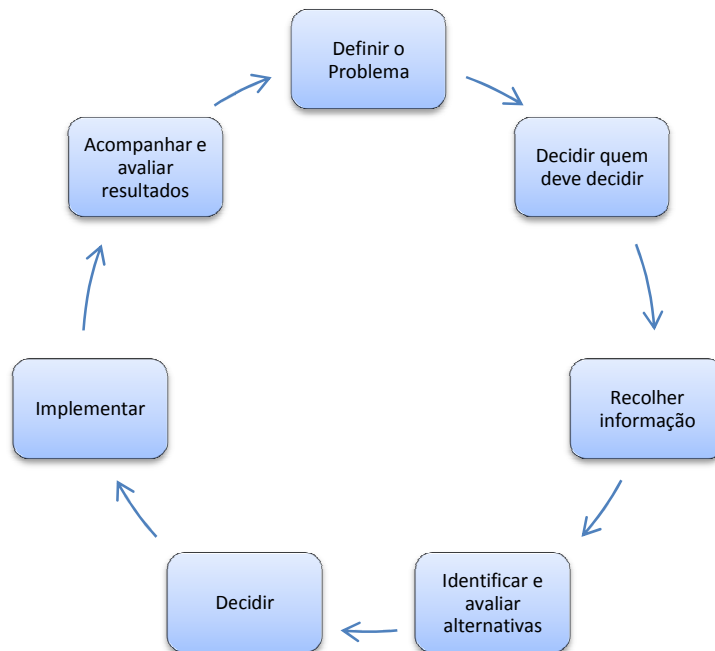 Definir o
Problema
Decidir quem
deve decidir
Recolher
informação
Identificar e
avaliar
alternativas
Decidir
Implementar
Acompanhar e
avaliar
resultados